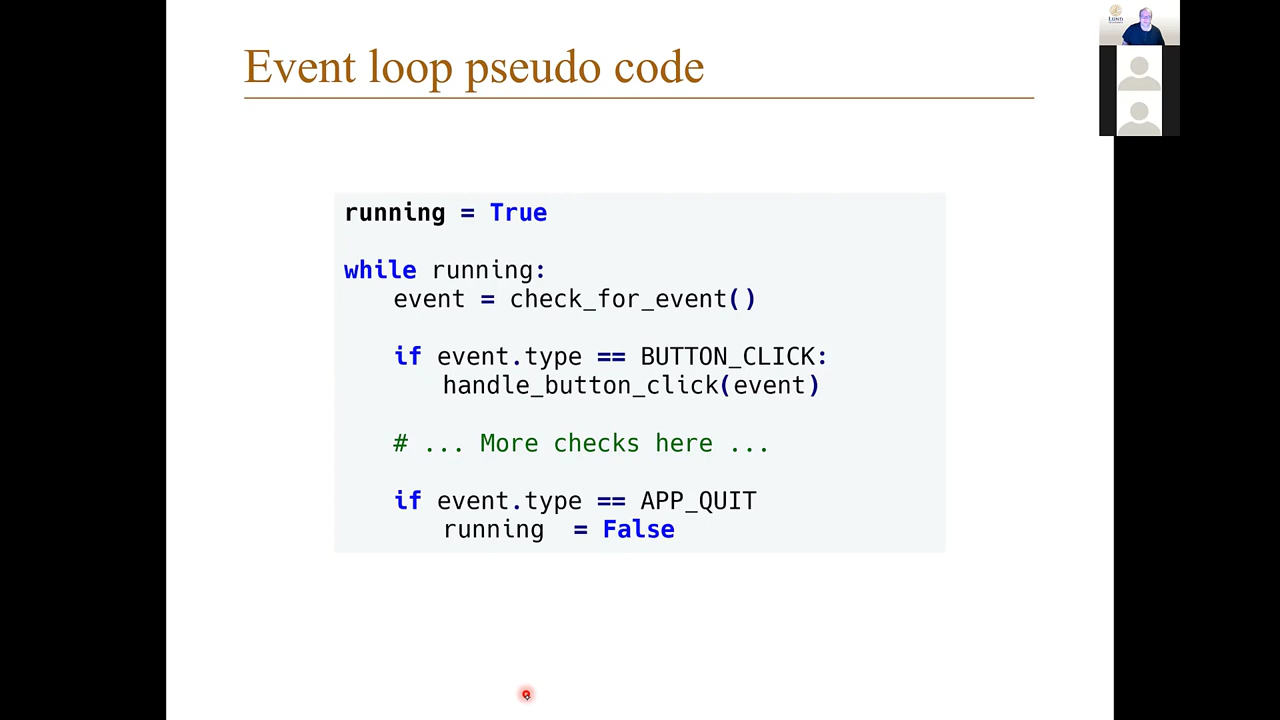 Event loop pseudo code
running = True
while running:
event = check_for_event()
if event.type == BUTTON_CLICK:
handle_button_click(event)
# ... More checks here ...
if event.type == APP_QUIT
running  = False